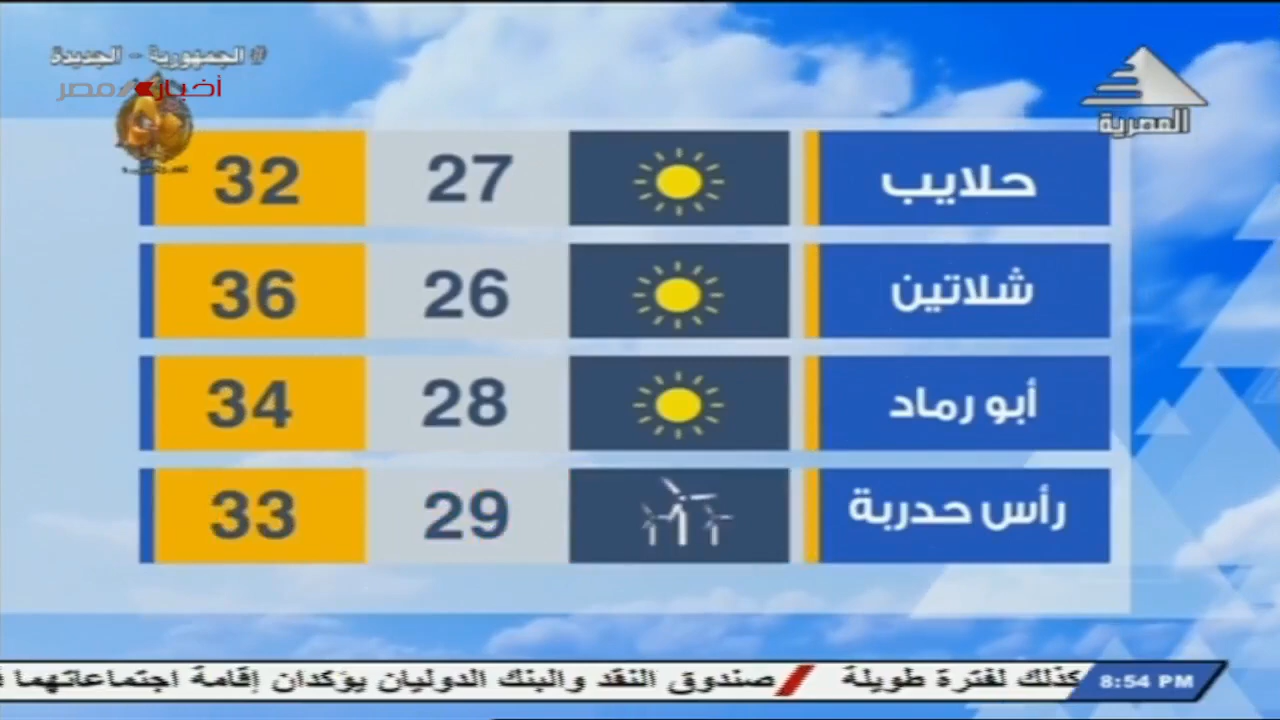 # الجمهورية - الجديدة
أخبار مصر
المصرية
حلايب 27 32
شلاتين 26 36
أبو رماد 28 34
رأس حدربة 29 33
8:54 PM كذلك لفترة طويلة صندوق النقد والبنك الدوليان يؤكدان إقامة اجتماعاتهما